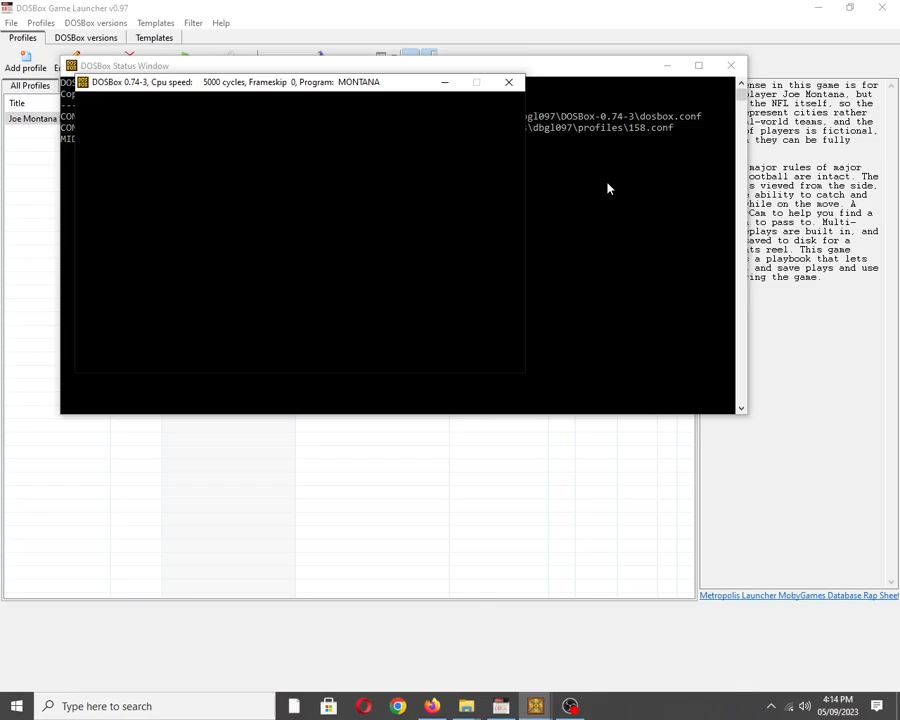 DOSBox Game Launcher v0.97
File Profiles DOSBox versions Templates Filter Help
Profiles DOSBox versions Templates
Add profile
All Profiles
Title
Joe Montana
DOSBox Status Window
DOSBox 0.74-3, Cpu speed: 5000 cycles, Frameskip 0, Program: MONTANA
bgl097\DOSBox-0.74-3\dosbox.conf
s\dbgl097\profiles\158.conf
MID
ense in this game is for
player Joe Montana, but
the NFL itself, so the
present cities rather
l-world teams, and the
of players is fictional,
they can be fully
major rules of major
ootball are intact. The
s viewed from the side,
e ability to catch and
while on the move. A
Cam to help you find a
to pass to. Multi-
eplays are built in, and
saved to disk for a
ts reel. This game
s a playbook that lets
and save plays and use
ing the game.
Metropolis Launcher MobyGames Database Rap Sheet
Type here to search
4:14 PM
05/09/2023